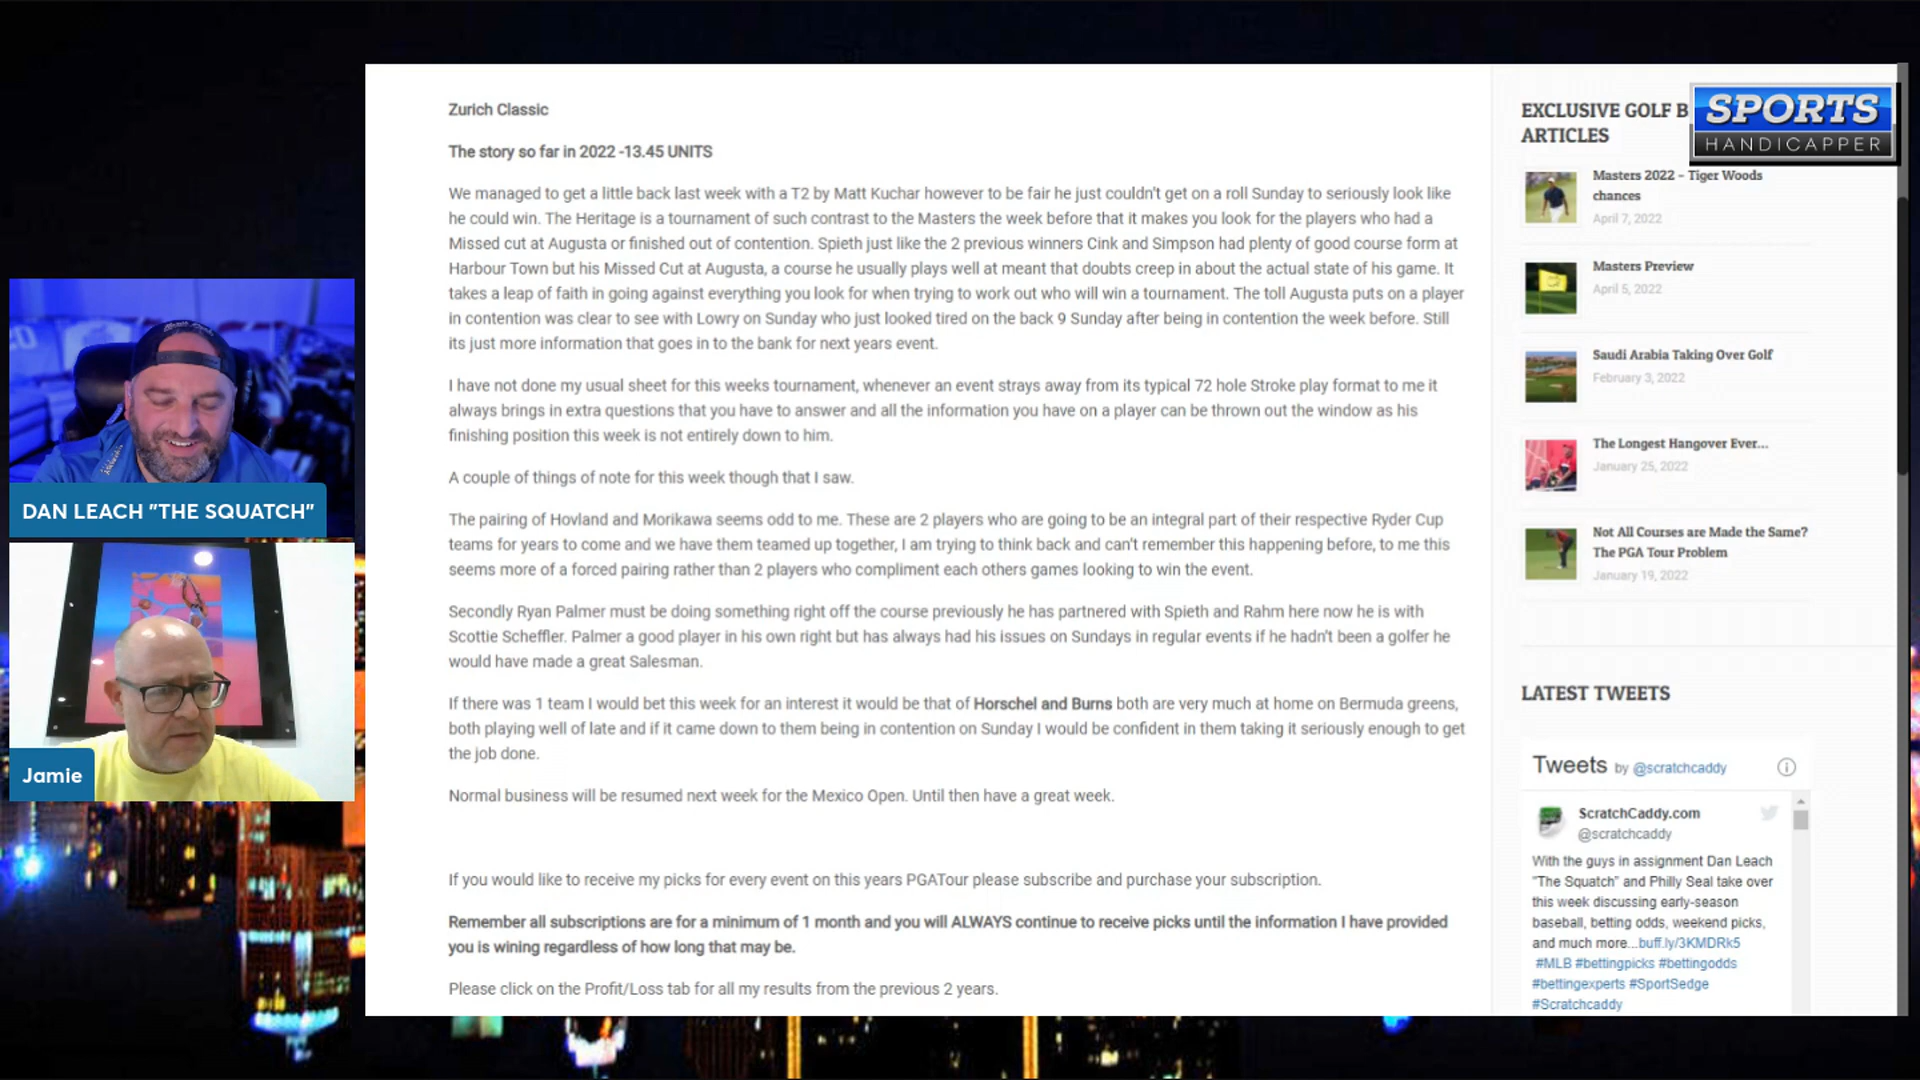 Zurich Classic
The story so far in 2022 -13.45 UNITS
We managed to get a little back last week with a T2 by Matt Kuchar however to be fair he just couldn't get on a roll Sunday to seriously look like
he could win. The Heritage is a tournament of such contrast to the Masters the week before that it makes you look for the players who had a
Missed cut at Augusta or finished out of contention. Spieth just like the 2 previous winners Cink and Simpson had plenty of good course form at
Harbour Town but his Missed Cut at Augusta, a course he usually plays well at meant that doubts creep in about the actual state of his game. It
takes a leap of faith in going against everything you look for when trying to work out who will win a tournament. The toll Augusta puts on a player
in contention was clear to see with Lowry on Sunday who just looked tired on the back 9 Sunday after being in contention the week before. Still
its just more information that goes in to the bank for next years event.
I have not done my usual sheet for this weeks tournament, whenever an event strays away from its typical 72 hole Stroke play format to me it
always brings in extra questions that you have to answer and all the information you have on a player can be thrown out the window as his
finishing position this week is not entirely down to him.
A couple of things of note for this week though that I saw.
The pairing of Hovland and Morikawa seems odd to me. These are 2 players who are going to be an integral part of their respective Ryder Cup
teams for years to come and we have them teamed up together, I am trying to think back and can't remember this happening before, to me this
seems more of a forced pairing rather than 2 players who compliment each others games looking to win the event.
Secondly Ryan Palmer must be doing something right off the course previously he has partnered with Spieth and Rahm here now he is with
Scottie Scheffler. Palmer a good player in his own right but has always had his issues on Sundays in regular events if he hadn't been a golfer he
would have made a great Salesman.
If there was 1 team I would bet this week for an interest it would be that of Horschel and Burns both are very much at home on Bermuda greens,
both playing well of late and if it came down to them being in contention on Sunday I would be confident in them taking it seriously enough to get
the job done.
Normal business will be resumed next week for the Mexico Open. Until then have a great week.
If you would like to receive my picks for every event on this years PGATour please subscribe and purchase your subscription.
Remember all subscriptions are for a minimum of 1 month and you will ALWAYS continue to receive picks until the information I have provided
you is wining regardless of how long that may be.
Please click on the Profit/Loss tab for all my results from the previous 2 years.
EXCLUSIVE GOLF B
ARTICLES
SPORTS
HANDICAPPER
Masters 2022 – Tiger Woods
chances
April 7, 2022
Masters Preview
April 5, 2022
Saudi Arabia Taking Over Golf
February 3, 2022
The Longest Hangover Ever...
January 25, 2022
Not All Courses are Made the Same?
The PGA Tour Problem
January 19, 2022
LATEST TWEETS
Tweets by @scratchcaddy
ScratchCaddy.com
@scratchcaddy
With the guys in assignment Dan Leach
"The Squatch" and Philly Seal take over
this week discussing early-season
baseball, betting odds, weekend picks,
and much more...buff.ly/3KMDRk5
#MLB #bettingpicks #bettingodds
#bettingexperts #SportSedge
#Scratchcaddy
DAN LEACH "THE SQUATCH"
Jamie